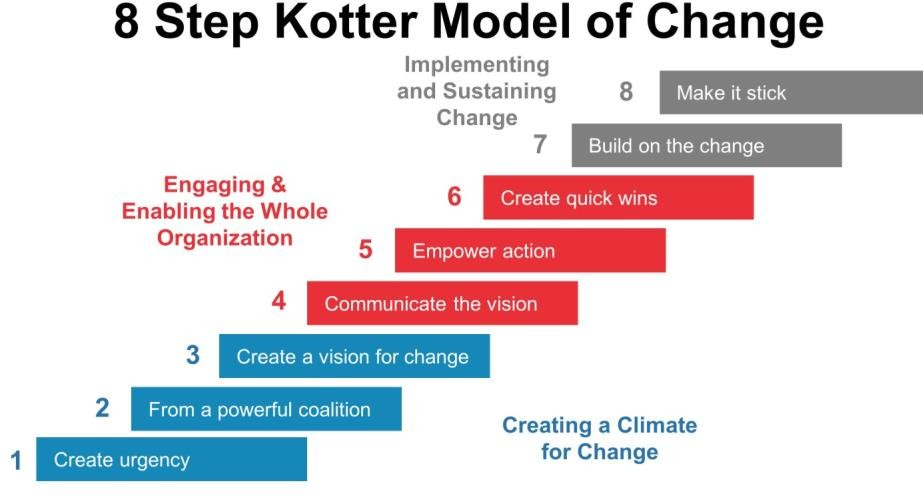 8 Step Kotter Model of Change
Implementing
and Sustaining
Change
8 Make it stick
7 Build on the change
Engaging &
Enabling the Whole
Organization
6 Create quick wins
5 Empower action
4 Communicate the vision
3 Create a vision for change
2 From a powerful coalition
Creating a Climate
for Change
1 Create urgency